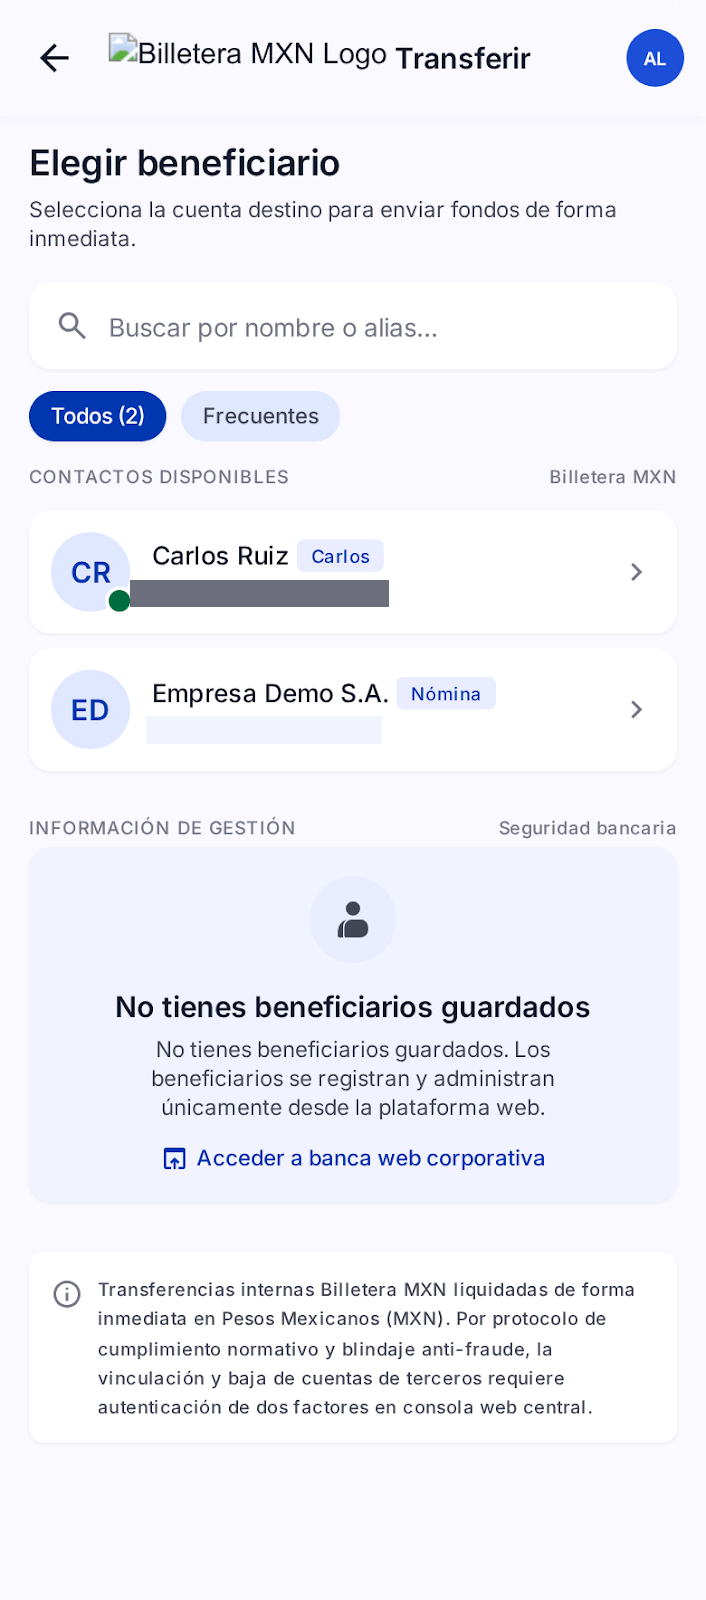 Billetera MXN Logo Transferir
AL
Elegir beneficiario
Selecciona la cuenta destino para enviar fondos de forma
inmediata.
Buscar por nombre o alias...
Todos (2)
Frecuentes
CONTACTOS DISPONIBLES
Billetera MXN
CR
Carlos Ruiz
Carlos
ED
Empresa Demo S.A.
Nómina
INFORMACIÓN DE GESTIÓN
Seguridad bancaria
No tienes beneficiarios guardados
No tienes beneficiarios guardados. Los
beneficiarios se registran y administran
únicamente desde la plataforma web.
Acceder a banca web corporativa
Transferencias internas Billetera MXN liquidadas de forma
inmediata en Pesos Mexicanos (MXN). Por protocolo de
cumplimiento normativo y blindaje anti-fraude, la
vinculación y baja de cuentas de terceros requiere
autenticación de dos factores en consola web central.